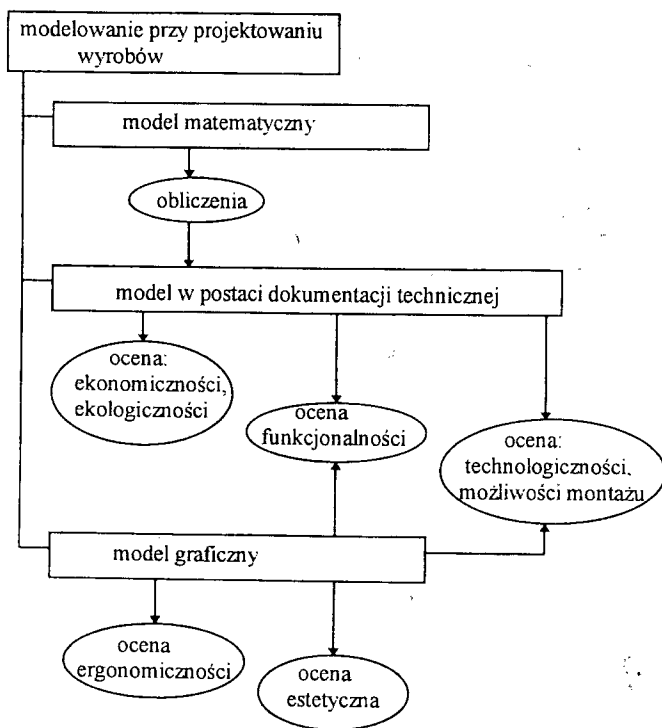 modelowanie przy projektowaniu
wyrobów
model matematyczny
obliczenia
model w postaci dokumentacji technicznej
ocena:
ekonomiczności,
ekologiczności
ocena
funkcjonalności
ocena:
technologiczności,
możliwości montażu
model graficzny
ocena
ergonomiczności
ocena
estetyczna